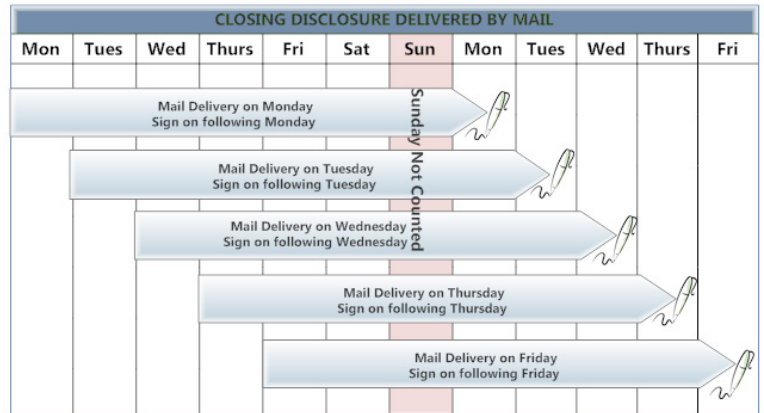 CLOSING DISCLOSURE DELIVERED BY MAIL
Mon Tues Wed Thurs Fri Sat Sun Mon Tues Wed Thurs Fri
Mail Delivery on Monday
Sign on following Monday
Sunday Not Counted
Mail Delivery on Tuesday
Sign on following Tuesday
Mail Delivery on Wednesday
Sign on following Wednesday
Mail Delivery on Thursday
Sign on following Thursday
Mail Delivery on Friday
Sign on following Friday